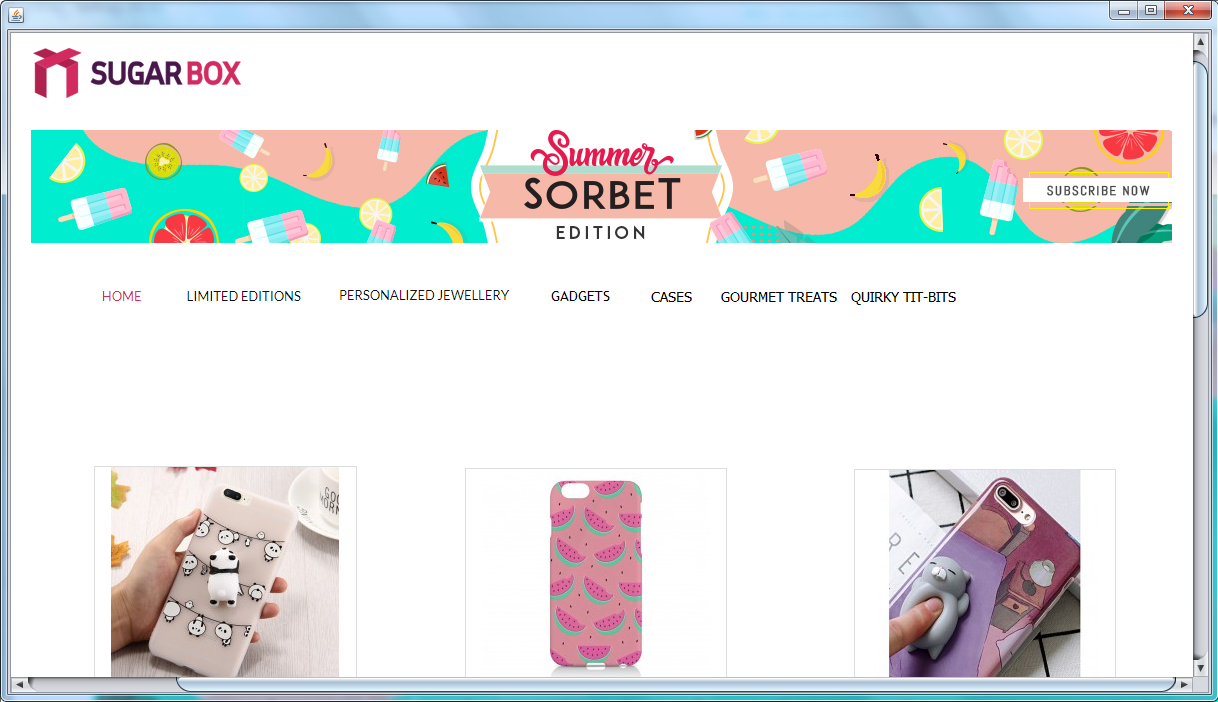 SUGAR BOX
Summer
SORBET
EDITION
SUBSCRIBE NOW
HOME LIMITED EDITIONS PERSONALIZED JEWELLERY GADGETS CASES GOURMET TREATS QUIRKY TIT-BITS